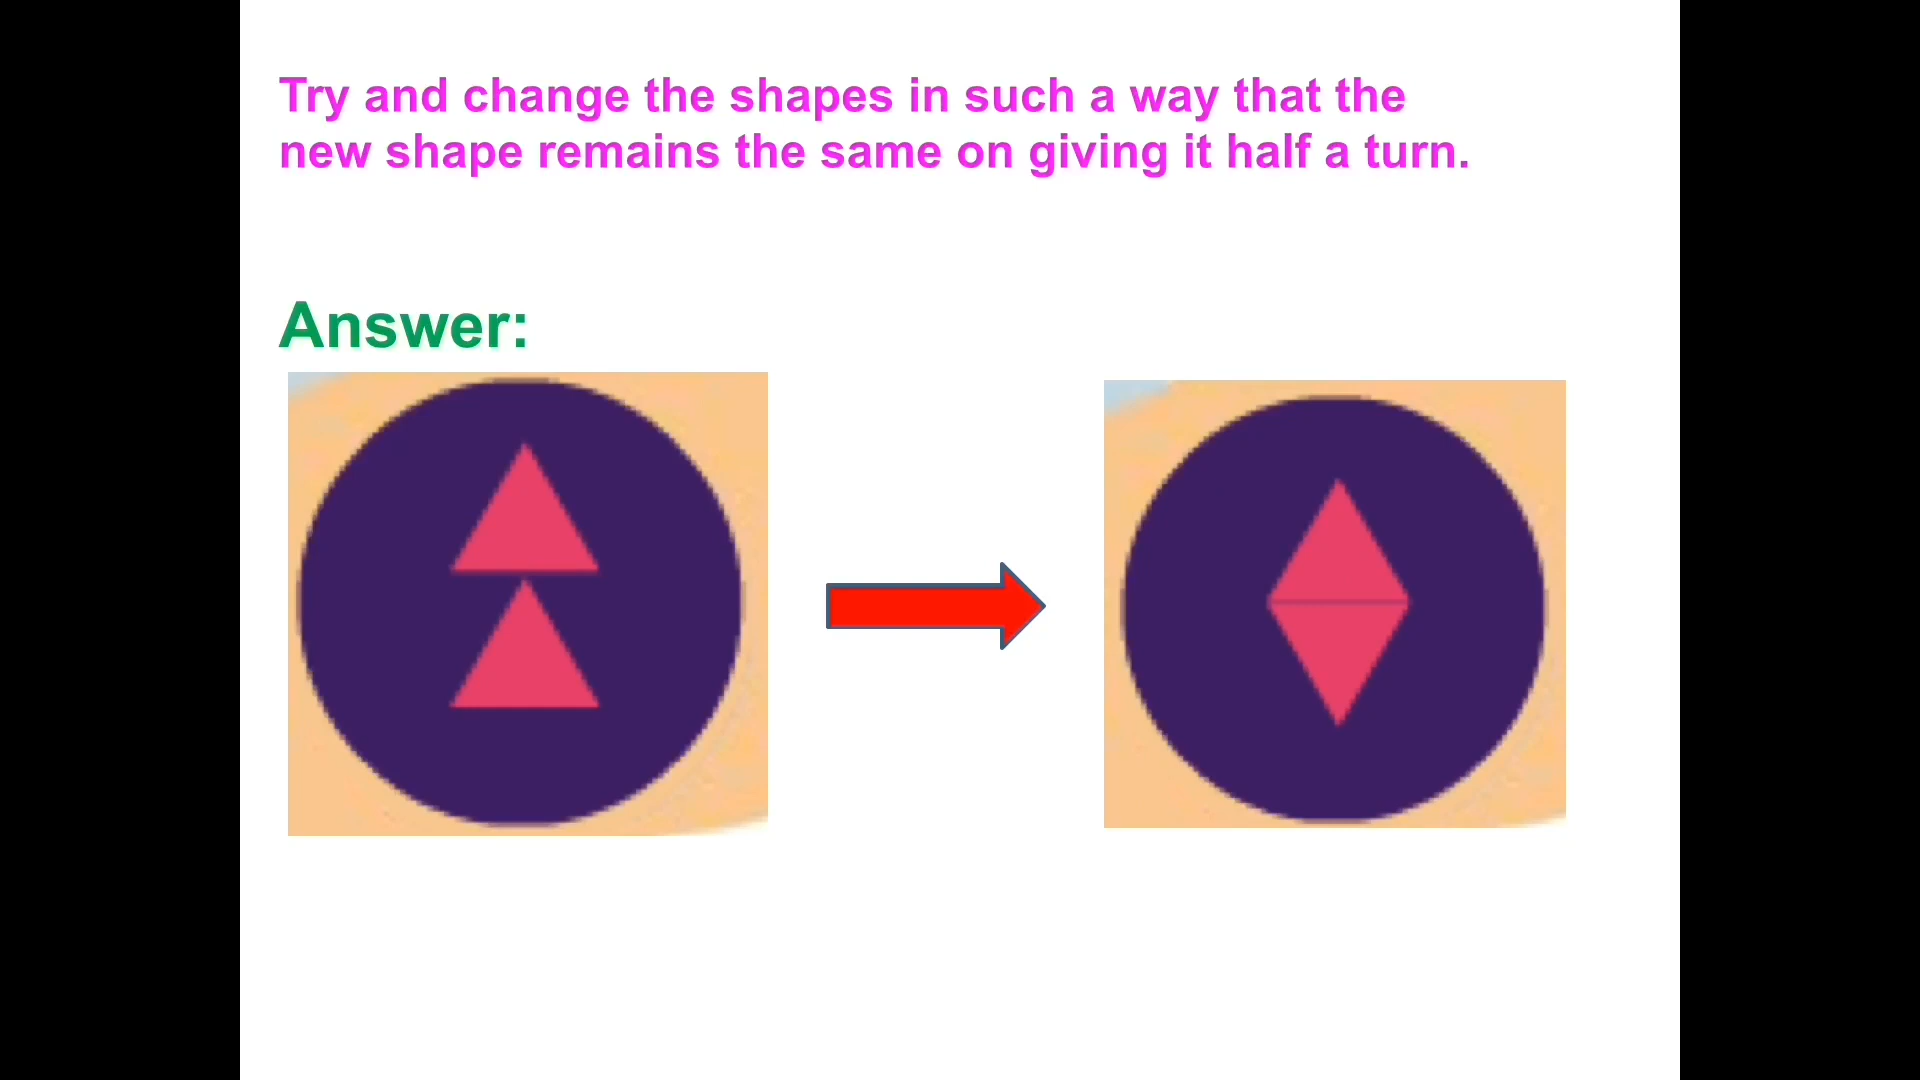 Try and change the shapes in such a way that the
new shape remains the same on giving it half a turn.
Answer: